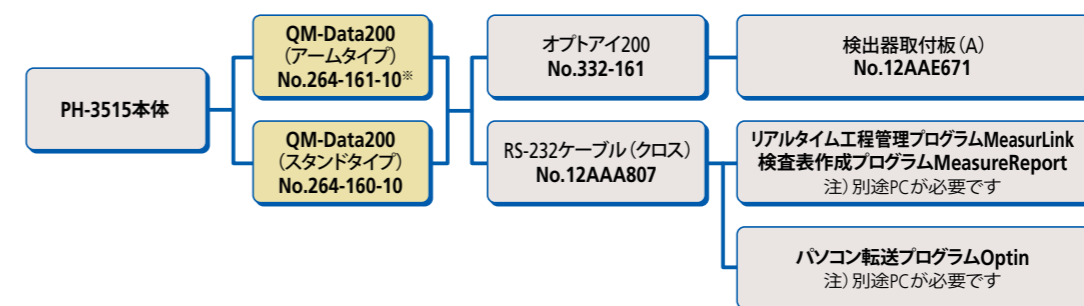 PH-3515本体
QM-Data200
(アームタイプ)
No.264-161-10※
QM-Data200
(スタンドタイプ)
No.264-160-10
オプトアイ200
No.332-161
RS-232ケーブル(クロス)
No.12AAA807
検出器取付板(A)
No.12AAE671
リアルタイム工程管理プログラムMeasurLink
検査表作成プログラムMeasureReport
注)別途PCが必要です
パソコン転送プログラムOptin
注)別途PCが必要です